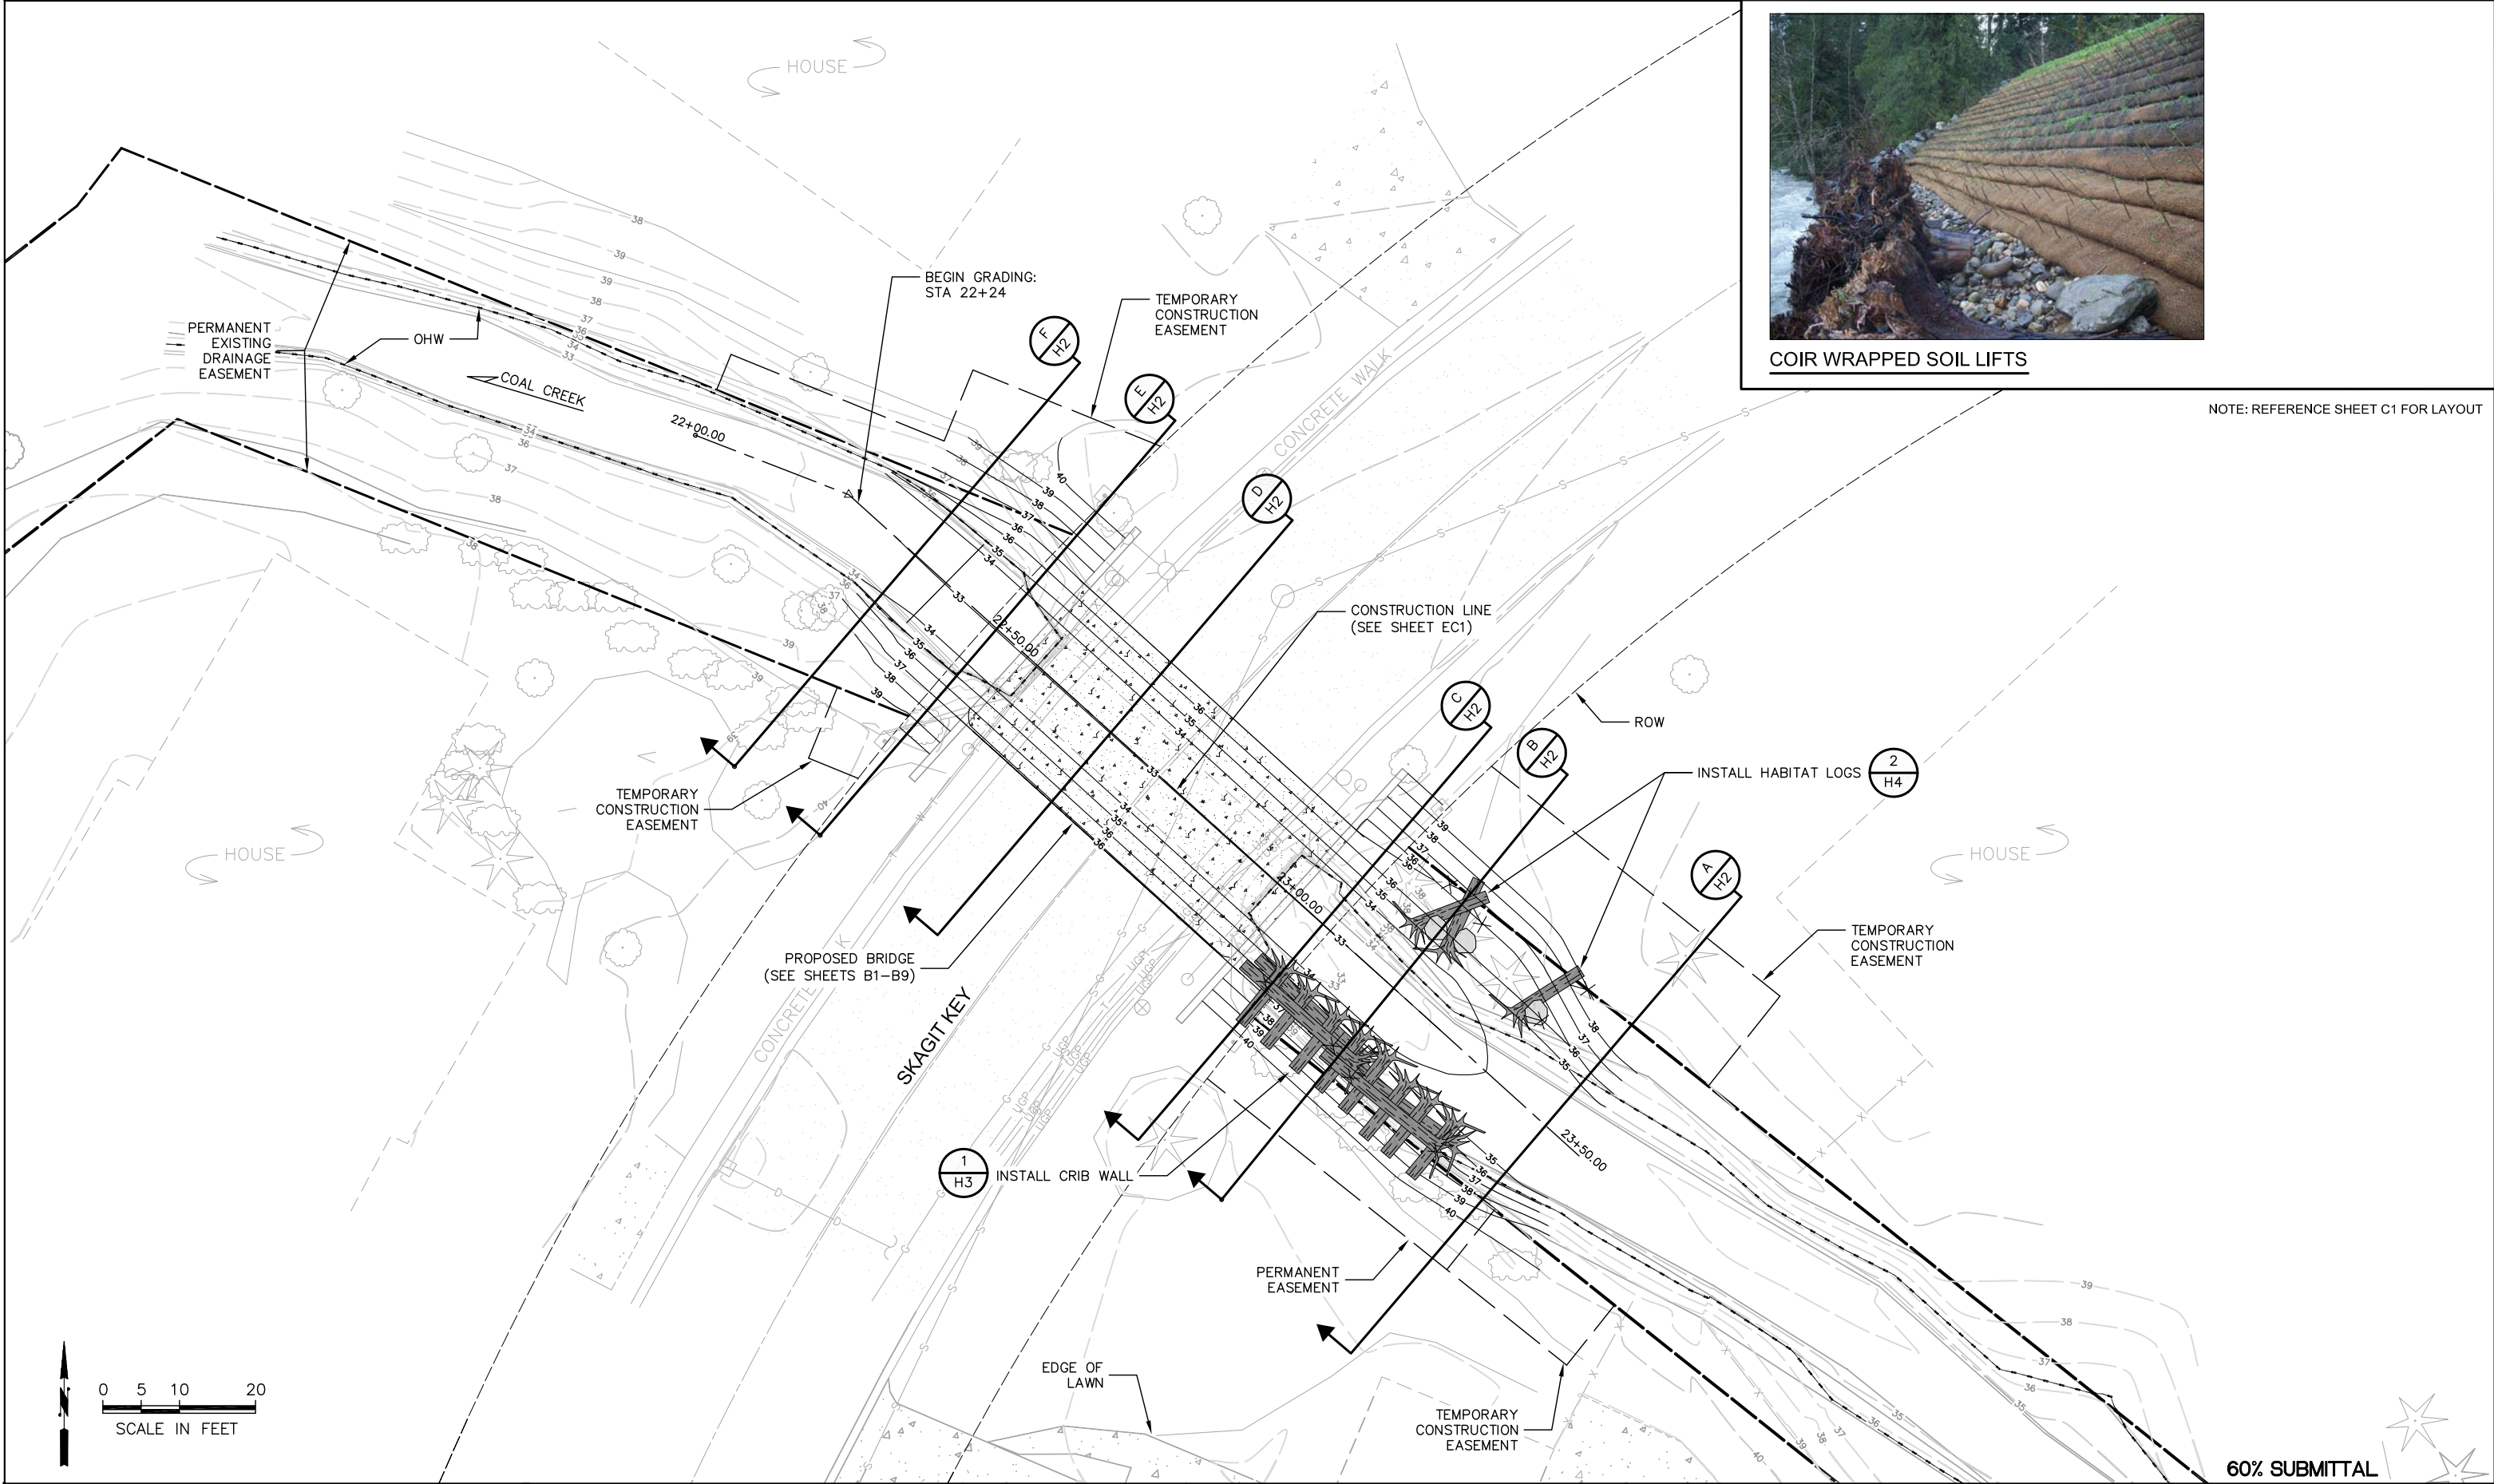 HOUSE
COIR WRAPPED SOIL LIFTS
NOTE: REFERENCE SHEET C1 FOR LAYOUT
BEGIN GRADING:
STA 22+24
TEMPORARY
CONSTRUCTION
EASEMENT
PERMANENT
EXISTING
DRAINAGE
EASEMENT
OHW
COAL CREEK
22+00.00
F
H2
E
H2
D
H2
CONCRETE WALK
CONSTRUCTION LINE
(SEE SHEET EC1)
22+50.00
C
H2
B
H2
ROW
INSTALL HABITAT LOGS
2
H4
TEMPORARY
CONSTRUCTION
EASEMENT
HOUSE
HOUSE
A
H2
23+00.00
TEMPORARY
CONSTRUCTION
EASEMENT
PROPOSED BRIDGE
(SEE SHEETS B1-B9)
CONCRETE
SKAGIT KEY
23+50.00
1
H3
INSTALL CRIB WALL
PERMANENT
EASEMENT
EDGE OF
LAWN
TEMPORARY
CONSTRUCTION
EASEMENT
N
0 5 10 20
SCALE IN FEET
60% SUBMITTAL